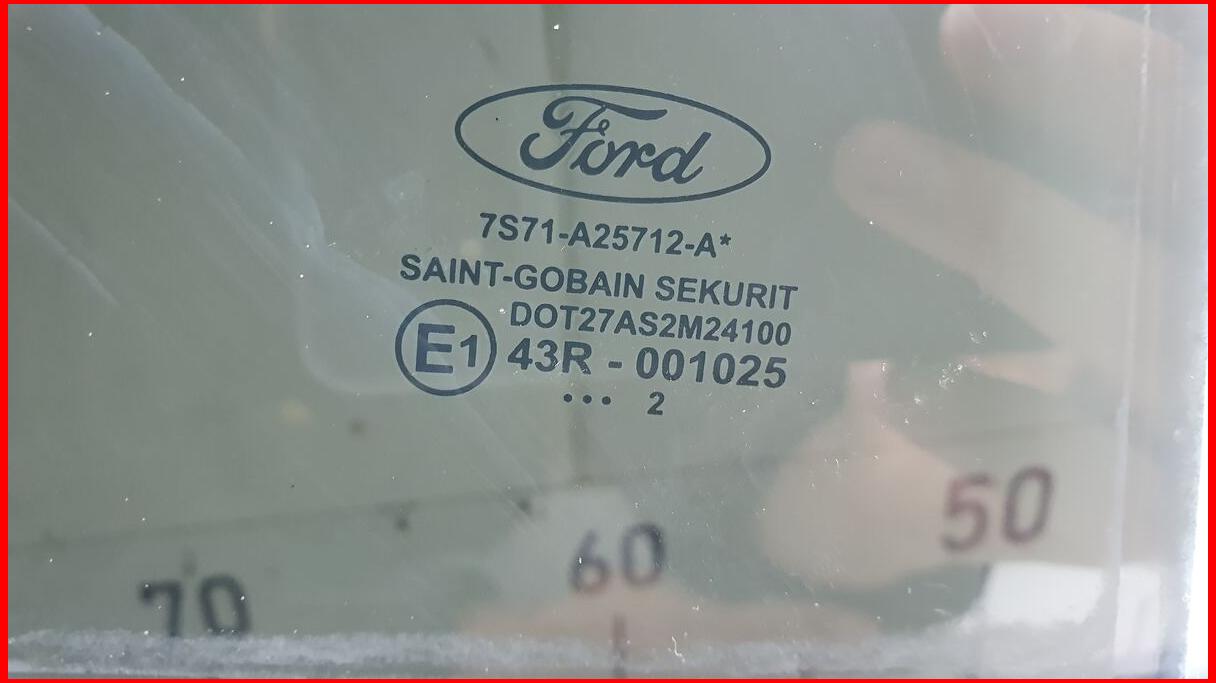 Ford
7S71-A25712-A*
SAINT-GOBAIN SEKURIT
DOT27AS2M24100
E1 43R - 001025
••• 2
50
60
70